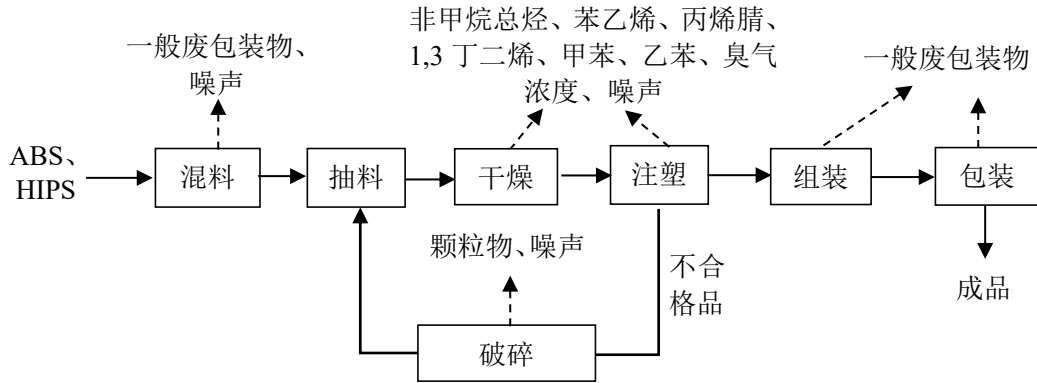 非甲烷总烃、苯乙烯、丙烯腈、
1,3 丁二烯、甲苯、乙苯、臭气
浓度、噪声
一般废包装物、
噪声
一般废包装物
ABS、
HIPS
混料
抽料
干燥
注塑
组装
包装
颗粒物、噪声
不合
格品
成品
破碎